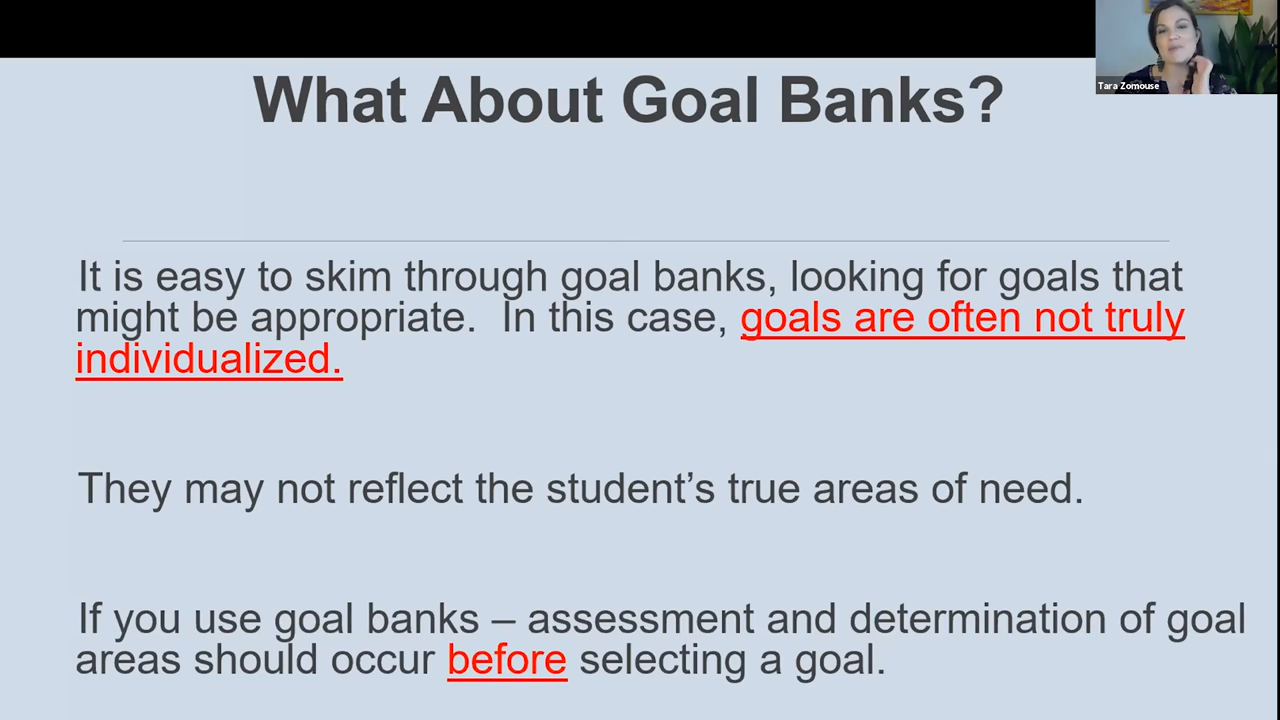 Tara Zomouse
What About Goal Banks?
It is easy to skim through goal banks, looking for goals that
might be appropriate.  In this case, goals are often not truly
individualized.
They may not reflect the student’s true areas of need.
If you use goal banks – assessment and determination of goal
areas should occur before selecting a goal.